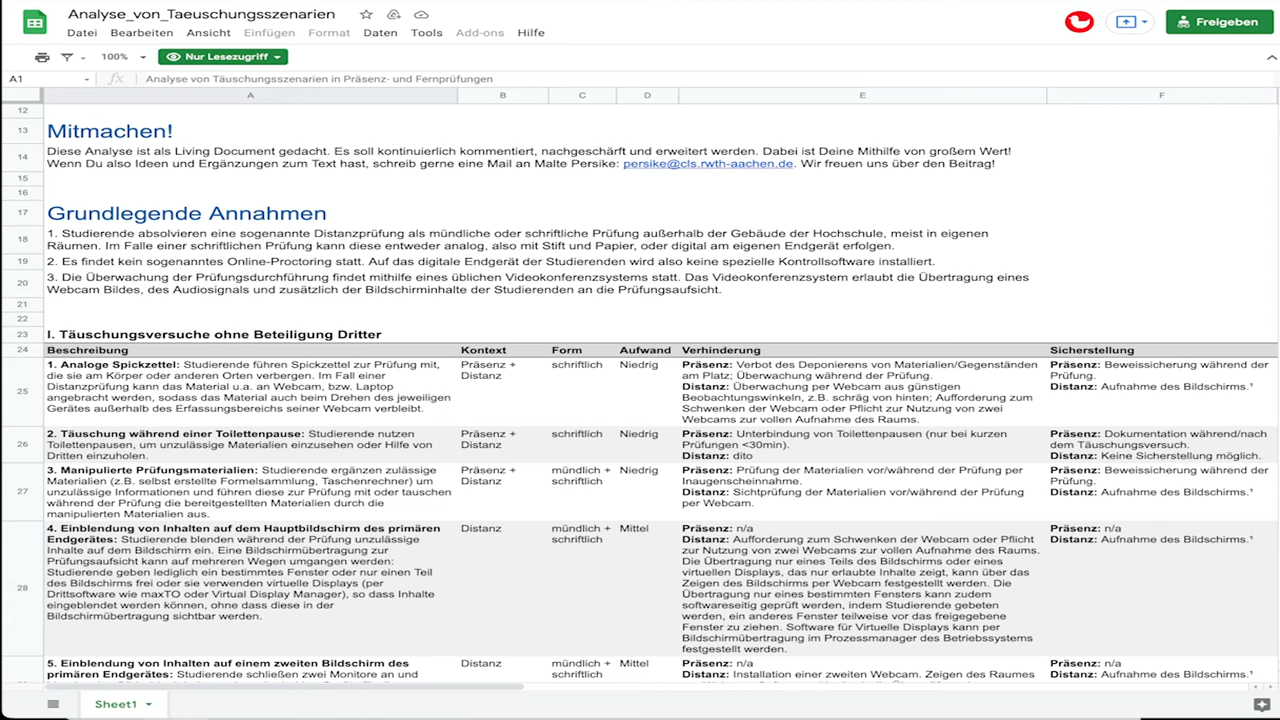 Analyse_von_Taeuschungsszenarien
Datei Bearbeiten Ansicht Einfügen Format Daten Tools Add-ons Hilfe
Freigeben
100% Nur Lesezugriff
A1 fx Analyse von Täuschungsszenarien in Präsenz- und Fernprüfungen
A B C D E F
12
13 Mitmachen!
14 Diese Analyse ist als Living Document gedacht. Es soll kontinuierlich kommentiert, nachgeschärft und erweitert werden. Dabei ist Deine Mithilfe von großem Wert!
Wenn Du also Ideen und Ergänzungen zum Text hast, schreib gerne eine Mail an Malte Persike: persike@cls.rwth-aachen.de. Wir freuen uns über den Beitrag!
15
16
17 Grundlegende Annahmen
18 1. Studierende absolvieren eine sogenannte Distanzprüfung als mündliche oder schriftliche Prüfung außerhalb der Gebäude der Hochschule, meist in eigenen
Räumen. Im Falle einer schriftlichen Prüfung kann diese entweder analog, also mit Stift und Papier, oder digital am eigenen Endgerät erfolgen.
19 2. Es findet kein sogenanntes Online-Proctoring statt. Auf das digitale Endgerät der Studierenden wird also keine spezielle Kontrollsoftware installiert.
20 3. Die Überwachung der Prüfungsdurchführung findet mithilfe eines üblichen Videokonferenzsystems statt. Das Videokonferenzsystem erlaubt die Übertragung eines
Webcam Bildes, des Audiosignals und zusätzlich der Bildschirminhalte der Studierenden an die Prüfungsaufsicht.
21
22
23 I. Täuschungsversuche ohne Beteiligung Dritter
24 Beschreibung Kontext Form Aufwand Verhinderung Sicherstellung
25
1. Analoge Spickzettel: Studierende führen Spickzettel zur Prüfung mit,
die sie am Körper oder anderen Orten verbergen. Im Fall einer
Distanzprüfung kann das Material u.a. an Webcam, bzw. Laptop
angebracht werden, sodass das Material auch beim Drehen des jeweiligen
Gerätes außerhalb des Erfassungsbereichs seiner Webcam verbleibt.
Präsenz +
Distanz
schriftlich
Niedrig
Präsenz: Verbot des Deponierens von Materialien/Gegenständen
am Platz; Überwachung während der Prüfung.
Distanz: Überwachung per Webcam aus günstigen
Beobachtungswinkeln, z.B. schräg von hinten; Aufforderung zum
Schwenken der Webcam oder Pflicht zur Nutzung von zwei
Webcams zur vollen Aufnahme des Raums.
Präsenz: Beweissicherung während der
Prüfung.
Distanz: Aufnahme des Bildschirms.¹
26
2. Täuschung während einer Toilettenpause: Studierende nutzen
Toilettenpausen, um unzulässige Materialien einzusehen oder Hilfe von
Dritten einzuholen.
Präsenz +
Distanz
schriftlich
Niedrig
Präsenz: Unterbindung von Toilettenpausen (nur bei kurzen
Prüfungen <30min).
Distanz: dito
Präsenz: Dokumentation während/nach
dem Täuschungsversuch.
Distanz: Keine Sicherstellung möglich.
27
3. Manipulierte Prüfungsmaterialien: Studierende ergänzen zulässige
Materialien (z.B. selbst erstellte Formelsammlung, Taschenrechner) um
unzulässige Informationen und führen diese zur Prüfung mit oder tauschen
während der Prüfung die bereitgestellten Materialien durch die
manipulierten Materialien aus.
Präsenz +
Distanz
mündlich +
schriftlich
Niedrig
Präsenz: Prüfung der Materialien vor/während der Prüfung per
Inaugenscheinnahme.
Distanz: Sichtprüfung der Materialien vor/während der Prüfung
per Webcam.
Präsenz: Beweissicherung während der
Prüfung.
Distanz: Aufnahme des Bildschirms.¹
28
4. Einblendung von Inhalten auf dem Hauptbildschirm des primären
Endgerätes: Studierende blenden während der Prüfung unzulässige
Inhalte auf dem Bildschirm ein. Eine Bildschirmübertragung zur
Prüfungsaufsicht kann auf mehreren Wegen umgangen werden:
Studierende geben lediglich ein bestimmtes Fenster oder nur einen Teil
des Bildschirms frei oder sie verwenden virtuelle Displays (per
Drittsoftware wie maxTO oder Virtual Display Manager), so dass Inhalte
eingeblendet werden können, ohne dass diese in der
Bildschirmübertragung sichtbar werden.
Distanz
mündlich +
schriftlich
Mittel
Präsenz: n/a
Distanz: Aufforderung zum Schwenken der Webcam oder Pflicht
zur Nutzung von zwei Webcams zur vollen Aufnahme des Raums.
Die Übertragung nur eines Teils des Bildschirms oder eines
virtuellen Displays, das nur erlaubte Inhalte zeigt, kann über das
Zeigen des Bildschirms per Webcam festgestellt werden. Die
Übertragung nur eines bestimmten Fensters kann zudem
softwareseitig geprüft werden, indem Studierende gebeten
werden, ein anderes Fenster teilweise vor das freigegebene
Fenster zu ziehen. Software für Virtuelle Displays kann per
Bildschirmübertragung im Prozessmanager des Betriebssystems
festgestellt werden.
Präsenz: n/a
Distanz: Aufnahme des Bildschirms.¹
5. Einblendung von Inhalten auf einem zweiten Bildschirm des
primären Endgerätes: Studierende schließen zwei Monitore an und
Distanz
mündlich +
schriftlich
Mittel
Präsenz: n/a
Distanz: Installation einer zweiten Webcam. Zeigen des Raumes
Präsenz: n/a
Distanz: Aufnahme des Bildschirms.¹
Sheet1